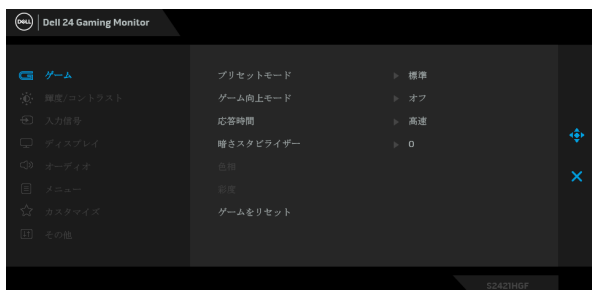 DELL Dell 24 Gaming Monitor
ゲーム
輝度/コントラスト
入力信号
ディスプレイ
オーディオ
メニュー
カスタマイズ
その他
プリセットモード 標準
ゲーム向上モード オフ
応答時間 高速
暗さスタビライザー 0
色相
彩度
ゲームをリセット
S2421HGF